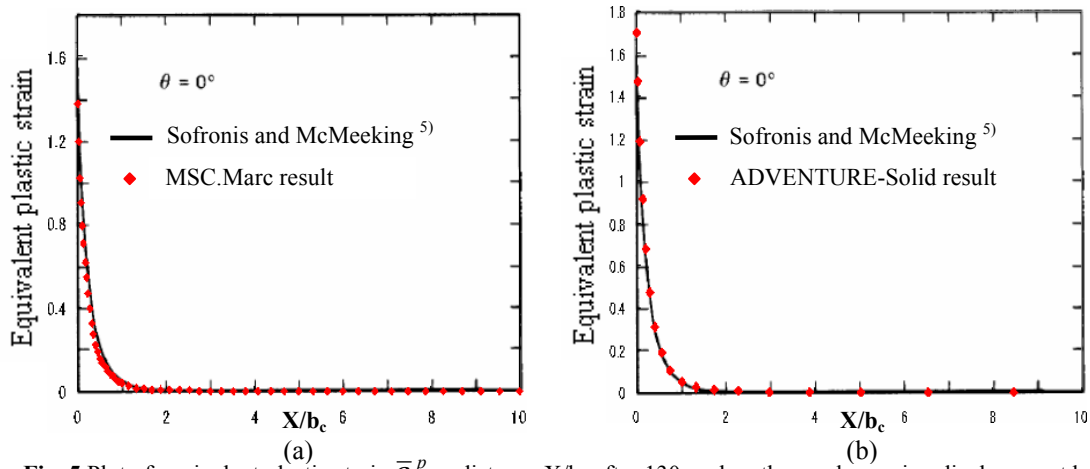 1.6
1.2
0.8
0.4
0
Equivalent plastic strain
θ = 0°
Sofronis and McMeeking 5)
MSC.Marc result
0 2 4 6 8 10
X/bc
(a)
1.8
1.6
1.4
1.2
1.0
0.8
0.6
0.4
0.2
0
Equivalent plastic strain
θ = 0°
Sofronis and McMeeking 5)
ADVENTURE-Solid result
0 2 4 6 8 10
X/bc
(b)